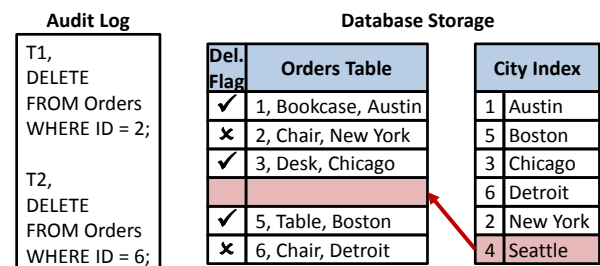 Audit Log
T1,
DELETE
FROM Orders
WHERE ID = 2;
T2,
DELETE
FROM Orders
WHERE ID = 6;
Database Storage
Del. Flag Orders Table
✓ 1, Bookcase, Austin
✗ 2, Chair, New York
✓ 3, Desk, Chicago
✓ 5, Table, Boston
✗ 6, Chair, Detroit
City Index
1 Austin
5 Boston
3 Chicago
6 Detroit
2 New York
4 Seattle